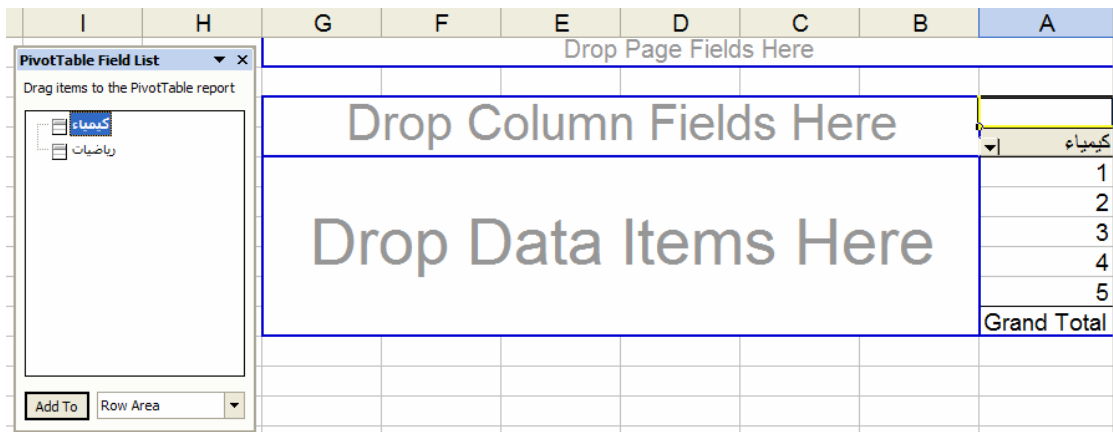 I H G F E D C B A
PivotTable Field List
Drag items to the PivotTable report
كيمياء
رياضيات
Add To Row Area
Drop Page Fields Here
Drop Column Fields Here
Drop Data Items Here
كيمياء
1
2
3
4
5
Grand Total